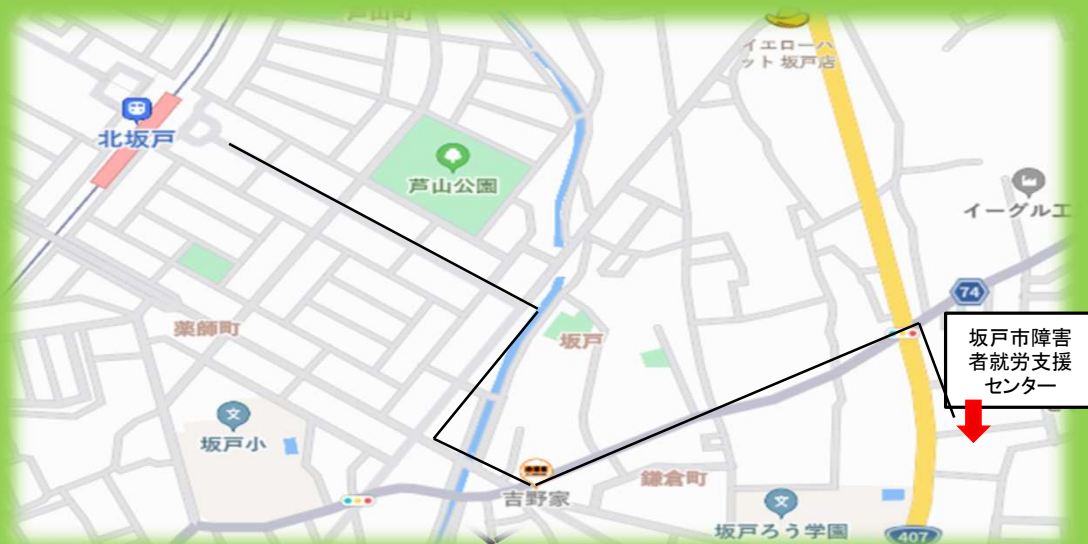 芦山町
イエローハ
ット 坂戸店
北坂戸
芦山公園
イーグル工
74
薬師町
坂戸
坂戸市障害
者就労支援
センター
文
坂戸小
吉野家
鎌倉町
文
坂戸ろう学園
407